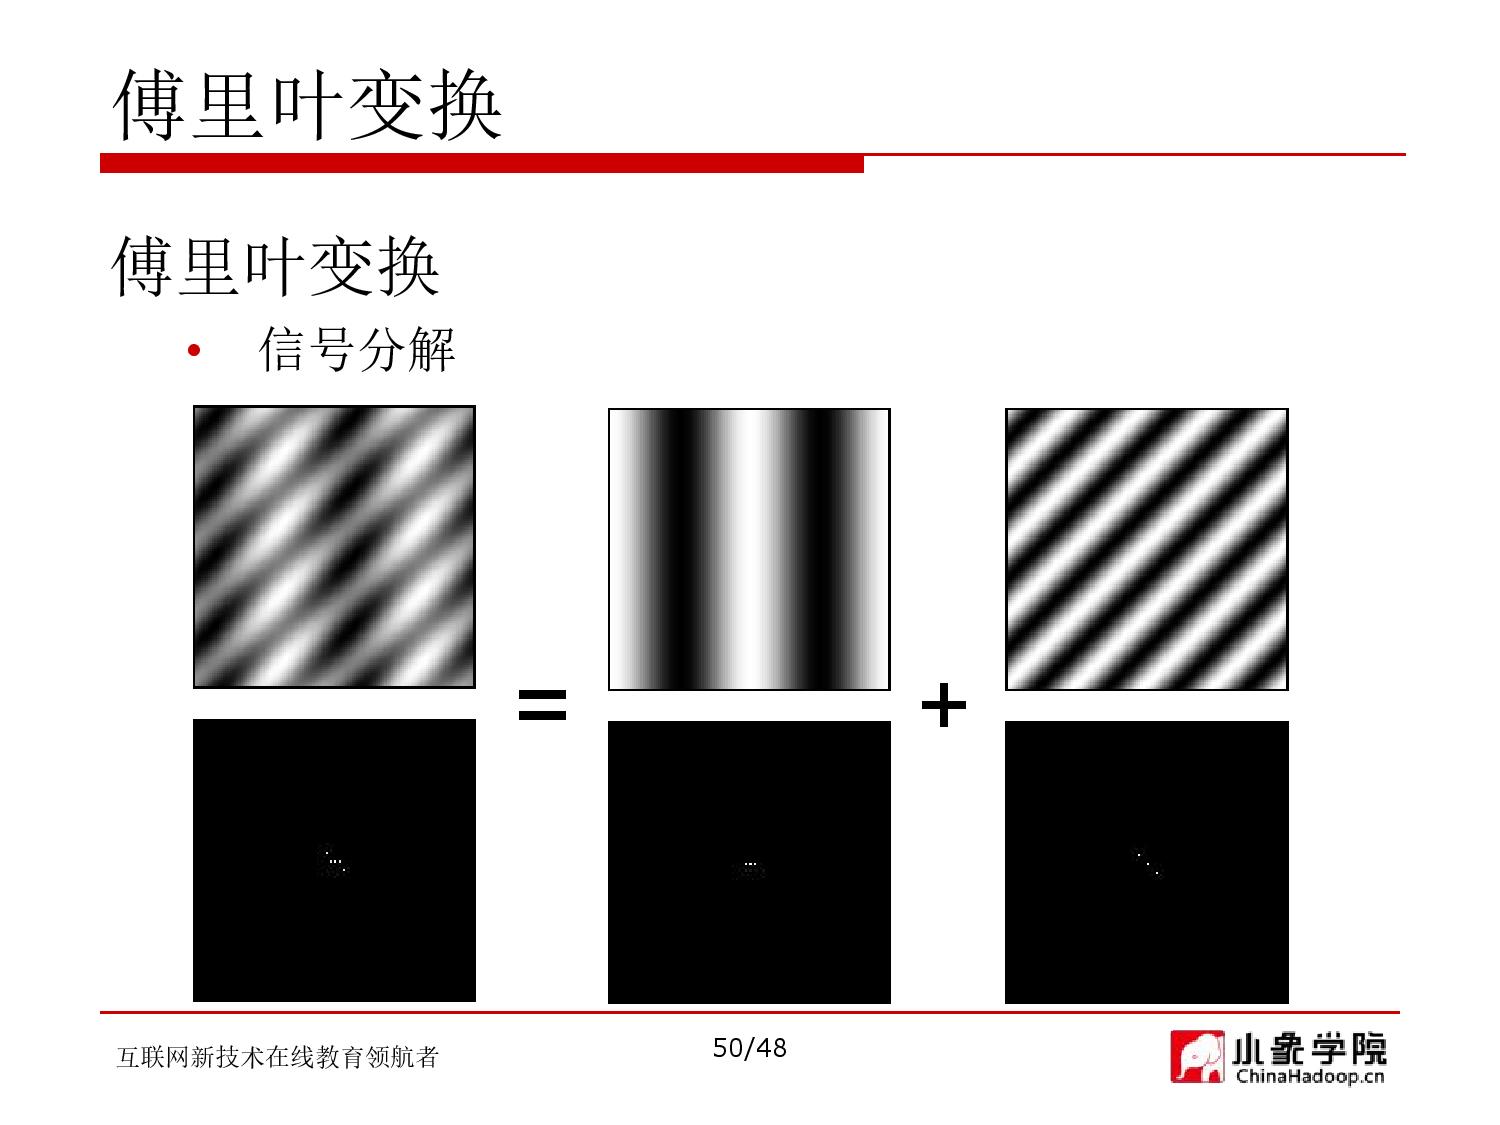 傅里叶变换
傅里叶变换
• 信号分解
=
+
互联网新技术在线教育领航者
50/48
小象学院
ChinaHadoop.cn